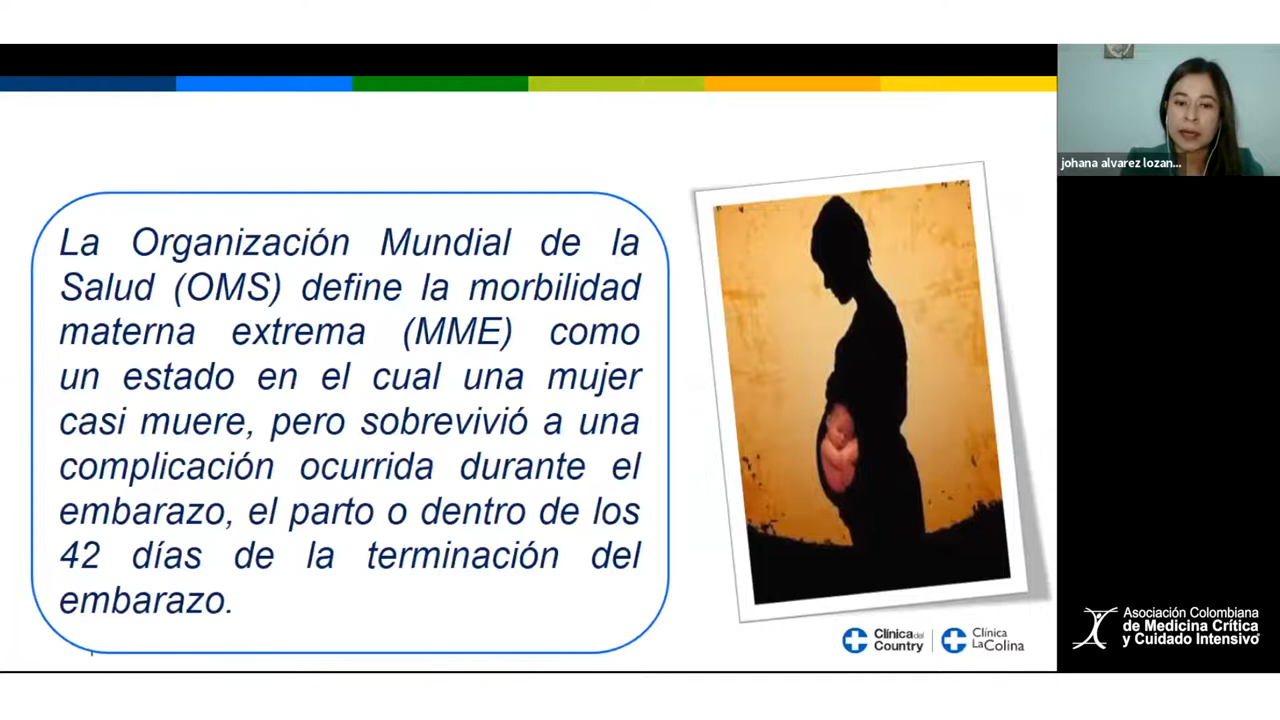 La Organización Mundial de la
Salud (OMS) define la morbilidad
materna extrema (MME) como
un estado en el cual una mujer
casi muere, pero sobrevivió a una
complicación ocurrida durante el
embarazo, el parto o dentro de los
42 días de la terminación del
embarazo.
Clínica del
Country
Clínica
La Colina
johana alvarez lozan...
Asociación Colombiana
de Medicina Crítica
y Cuidado Intensivo